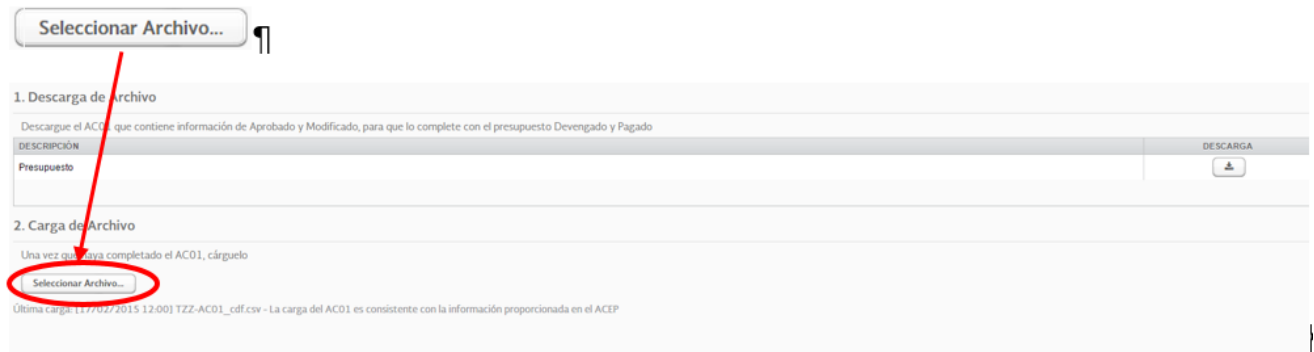 Seleccionar Archivo... ¶
1. Descarga de Archivo
Descargue el AC01 que contiene información de Aprobado y Modificado, para que lo complete con el presupuesto Devengado y Pagado
DESCRIPCIÓN DESCARGA
Presupuesto
2. Carga de Archivo
Una vez que haya completado el AC01, cárguelo
Seleccionar Archivo...
Última carga: [17/02/2015 12:00] TZZ-AC01_cdf.csv - La carga del AC01 es consistente con la información proporcionada en el ACEP